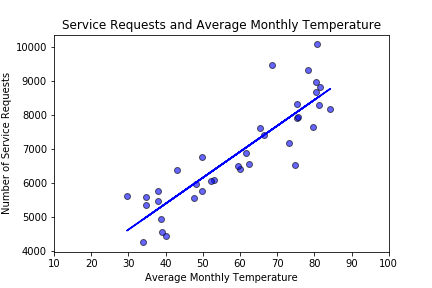 Service Requests and Average Monthly Temperature
Number of Service Requests
10000
9000
8000
7000
6000
5000
4000
10 20 30 40 50 60 70 80 90 100
Average Monthly Temperature